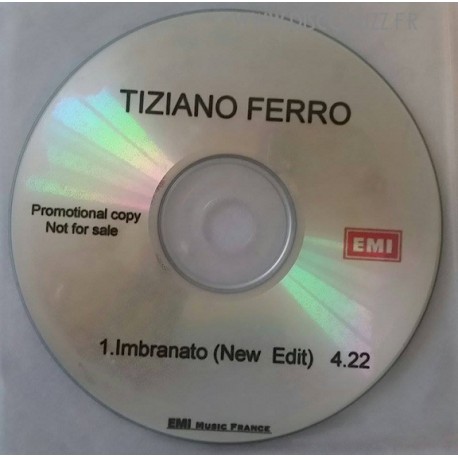 TIZIANO FERRO
Promotional copy
Not for sale
EMI
1.Imbranato (New Edit) 4.22
EMI MUSIC FRANCE